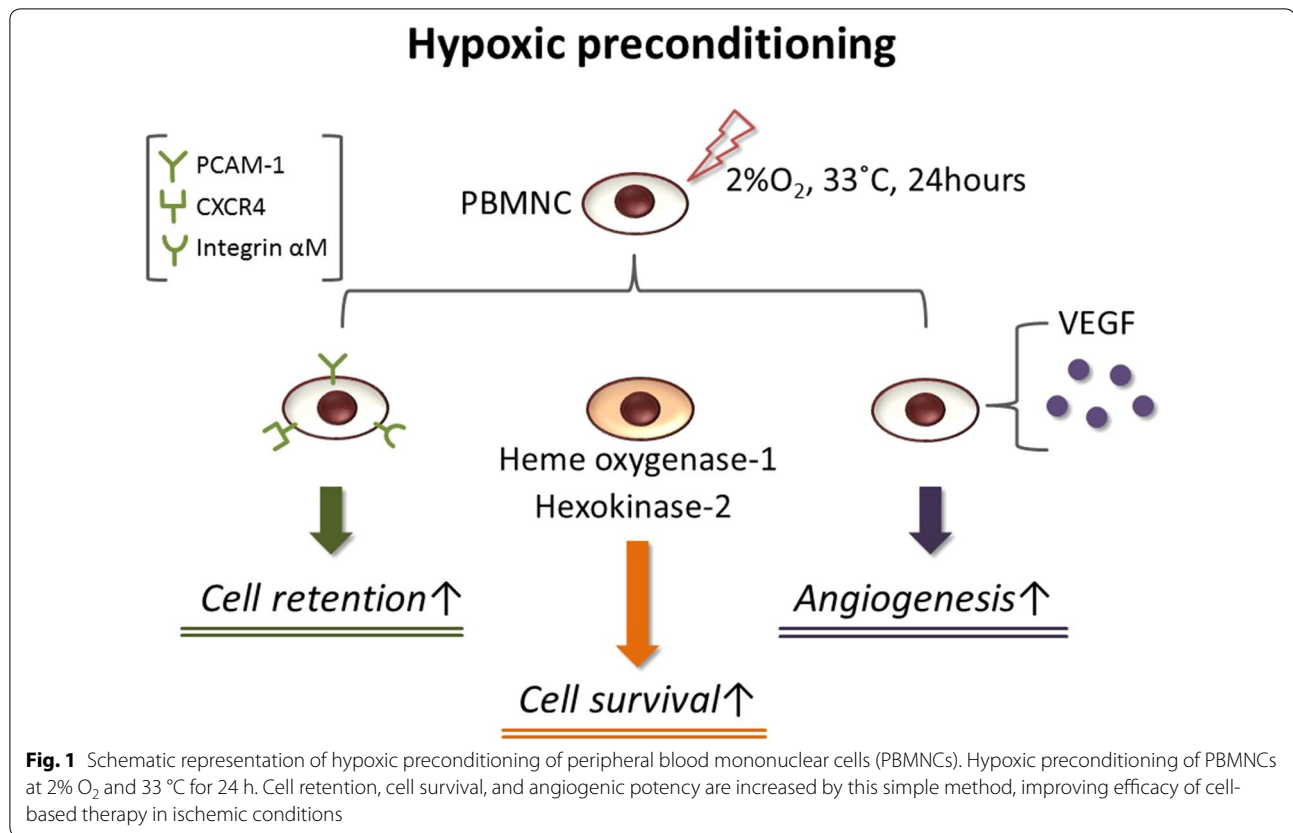 Hypoxic preconditioning
PCAM-1
CXCR4
Integrin αM
PBMNC
2%O₂, 33˚C, 24hours
VEGF
Heme oxygenase-1
Hexokinase-2
Cell retention↑
Angiogenesis↑
Cell survival↑
Fig. 1 Schematic representation of hypoxic preconditioning of peripheral blood mononuclear cells (PBMNCs). Hypoxic preconditioning of PBMNCs
at 2% O₂ and 33 °C for 24 h. Cell retention, cell survival, and angiogenic potency are increased by this simple method, improving efficacy of cell-
based therapy in ischemic conditions